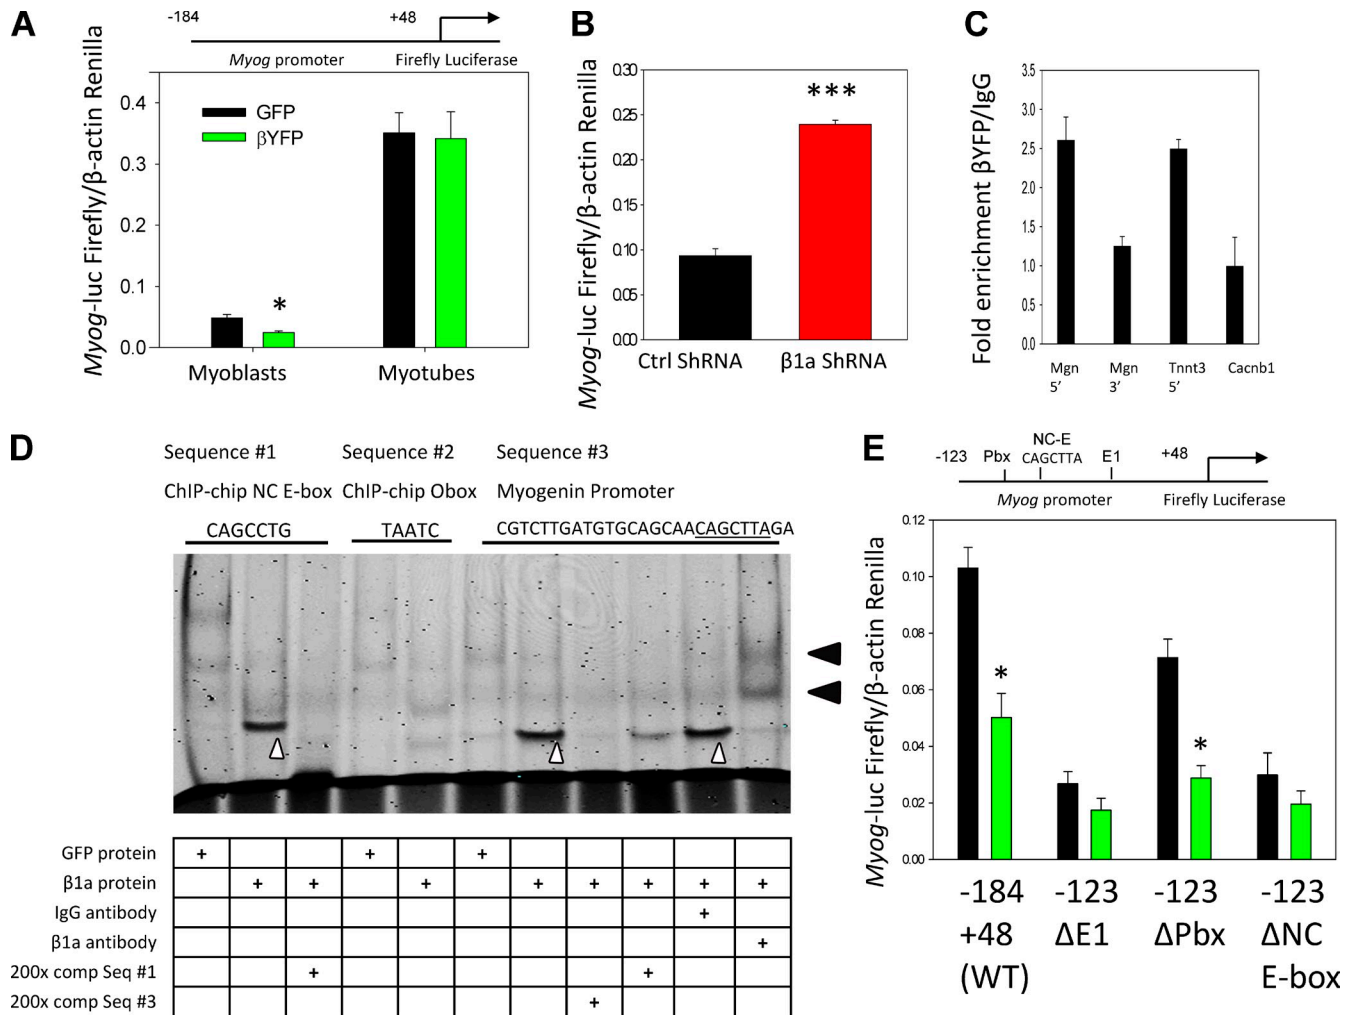 A
-184
+48
Myog promoter
Firefly Luciferase
Myog-luc Firefly/β-actin Renilla
0.4
0.3
0.2
0.1
0.0
GFP
βYFP
*
Myoblasts
Myotubes
B
Myog-luc Firefly/β-actin Renilla
0.30
0.25
0.20
0.15
0.10
0.05
0.00
***
Ctrl ShRNA
β1a ShRNA
C
Fold enrichment βYFP/IgG
3.5
3.0
2.5
2.0
1.5
1.0
0.5
0.0
Mgn
5’
Mgn
3’
Tnnt3
5’
Cacnb1
D
Sequence #1
ChIP-chip NC E-box
CAGCCTG
Sequence #2
ChIP-chip Obox
TAATC
Sequence #3
Myogenin Promoter
CGTCTTGATGTGCAGCAACAGCTTAGA
GFP protein + + +
β1a protein + + + + + + + +
IgG antibody +
β1a antibody +
200x comp Seq #1 + +
200x comp Seq #3 +
E
-123
Pbx
NC-E
CAGCTTA
E1
+48
Myog promoter
Firefly Luciferase
Myog-luc Firefly/β-actin Renilla
0.12
0.10
0.08
0.06
0.04
0.02
0.00
*
*
-184
+48
(WT)
-123
ΔE1
-123
ΔPbx
-123
ΔNC
E-box